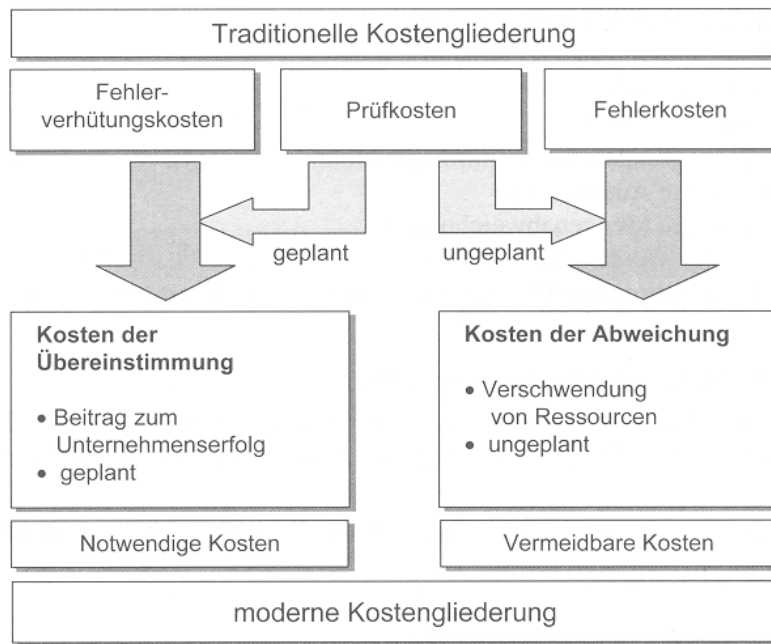 Traditionelle Kostengliederung
Fehler-
verhütungskosten
Prüfkosten
Fehlerkosten
geplant
ungeplant
Kosten der
Übereinstimmung
• Beitrag zum
Unternehmenserfolg
• geplant
Kosten der Abweichung
• Verschwendung
von Ressourcen
• ungeplant
Notwendige Kosten
Vermeidbare Kosten
moderne Kostengliederung